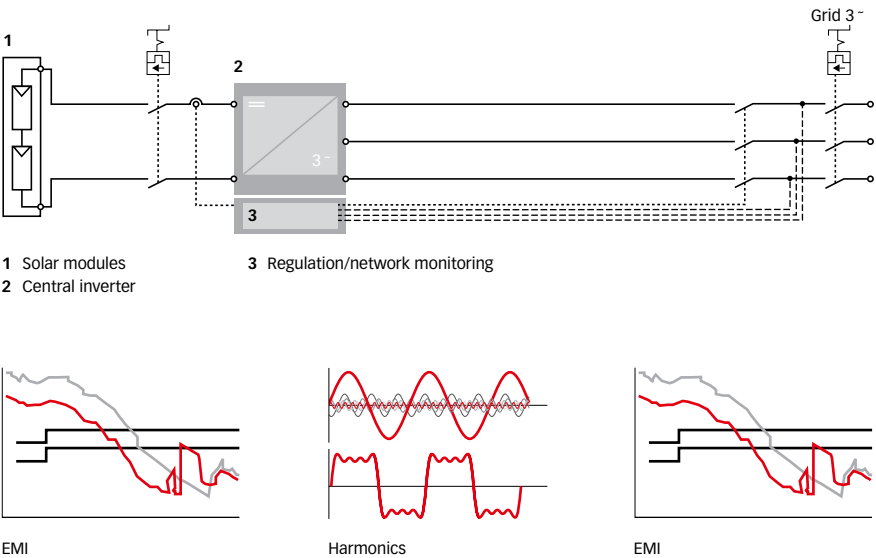 Grid 3 ~
1
2
3 ~
3
1 Solar modules
2 Central inverter
3 Regulation/network monitoring
EMI
Harmonics
EMI